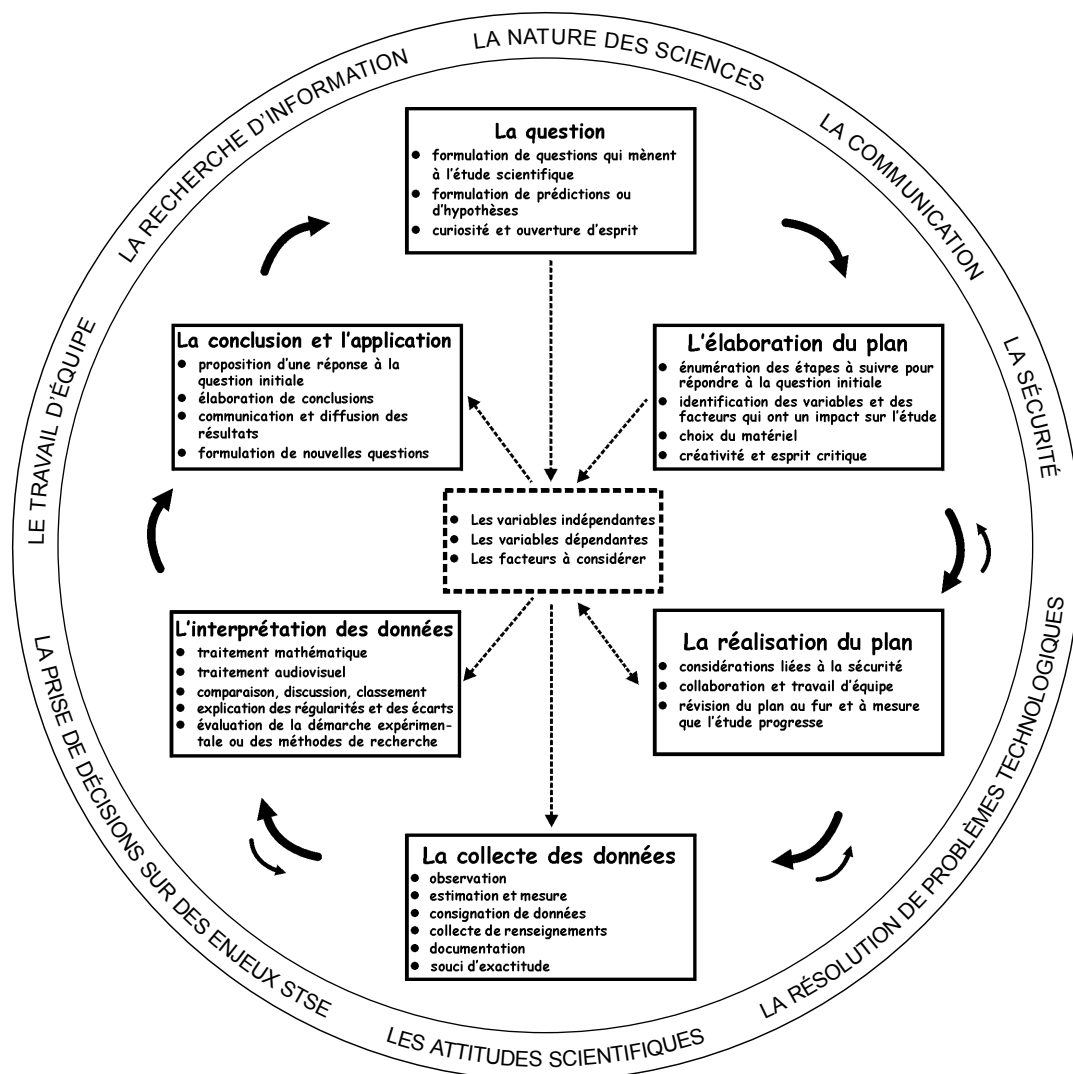 LA NATURE DES SCIENCES
LA COMMUNICATION
LA SÉCURITÉ
LA RÉSOLUTION DE PROBLÈMES TECHNOLOGIQUES
LES ATTITUDES SCIENTIFIQUES
LA PRISE DE DÉCISIONS SUR DES ENJEUX STSE
LE TRAVAIL D'ÉQUIPE
LA RECHERCHE D'INFORMATION
La question
● formulation de questions qui mènent
à l'étude scientifique
● formulation de prédictions ou
d'hypothèses
● curiosité et ouverture d'esprit
L'élaboration du plan
● énumération des étapes à suivre pour
répondre à la question initiale
● identification des variables et des
facteurs qui ont un impact sur l'étude
● choix du matériel
● créativité et esprit critique
La réalisation du plan
● considérations liées à la sécurité
● collaboration et travail d'équipe
● révision du plan au fur et à mesure
que l'étude progresse
La collecte des données
● observation
● estimation et mesure
● consignation de données
● collecte de renseignements
● documentation
● souci d'exactitude
L'interprétation des données
● traitement mathématique
● traitement audiovisuel
● comparaison, discussion, classement
● explication des régularités et des écarts
● évaluation de la démarche expérimen-
tale ou des méthodes de recherche
La conclusion et l'application
● proposition d'une réponse à la
question initiale
● élaboration de conclusions
● communication et diffusion des
résultats
● formulation de nouvelles questions
● Les variables indépendantes
● Les variables dépendantes
● Les facteurs à considérer